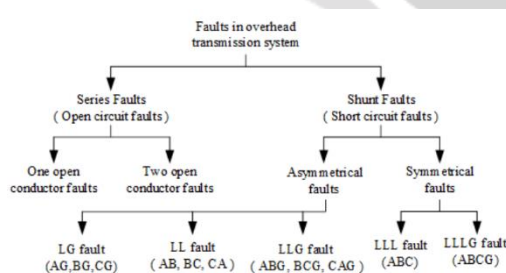 Faults in overhead
transmission system
Series Faults
( Open circuit faults )
Shunt Faults
( Short circuit faults )
One open
conductor faults
Two open
conductor faults
Asymmetrical
faults
Symmetrical
faults
LG fault
(AG,BG,CG)
LL fault
( AB, BC, CA )
LLG fault
( ABG, BCG, CAG )
LLL fault
(ABC)
LLLG fault
(ABCG)